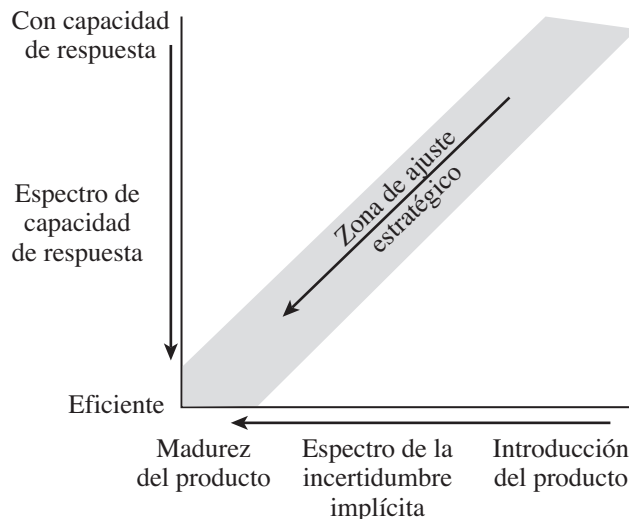 Con capacidad
de respuesta
Zona de ajuste
estratégico
Espectro de
capacidad
de respuesta
Eficiente
Madurez
del producto
Espectro de la
incertidumbre
implícita
Introducción
del producto